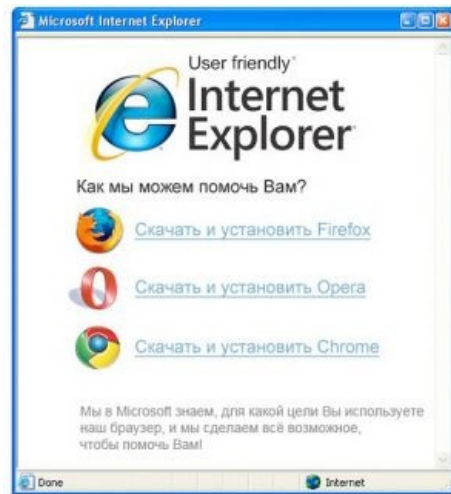 Microsoft Internet Explorer
User friendly
Internet
Explorer
Как мы можем помочь Вам?
Скачать и установить Firefox
Скачать и установить Opera
Скачать и установить Chrome
Мы в Microsoft знаем, для какой цели Вы используете
наш браузер, и мы сделаем всё возможное,
чтобы помочь Вам!
Done
Internet